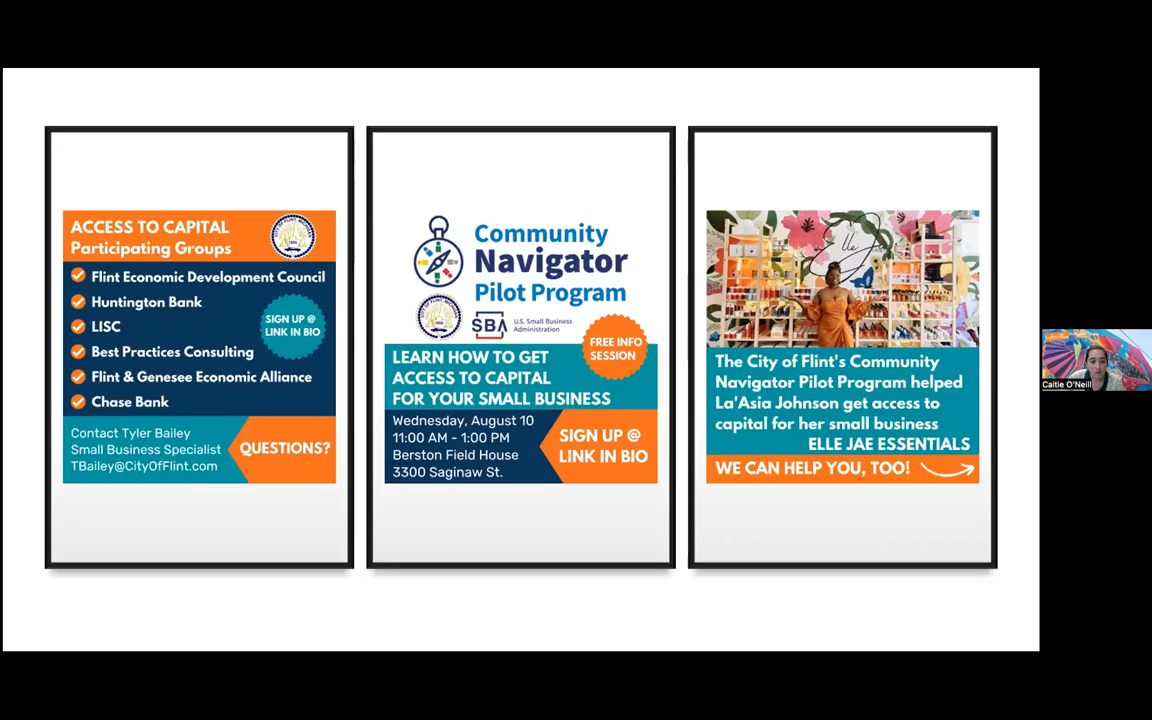 ACCESS TO CAPITAL
Participating Groups
Flint Economic Development Council
Huntington Bank
LISC
Best Practices Consulting
Flint & Genesee Economic Alliance
Chase Bank
SIGN UP @
LINK IN BIO
Contact Tyler Bailey
Small Business Specialist
TBailey@CityOfFlint.com
QUESTIONS?
Community
Navigator
Pilot Program
SBA
U.S. Small Business
Administration
FREE INFO
SESSION
LEARN HOW TO GET
ACCESS TO CAPITAL
FOR YOUR SMALL BUSINESS
Wednesday, August 10
11:00 AM - 1:00 PM
Berston Field House
3300 Saginaw St.
SIGN UP @
LINK IN BIO
Elle
The City of Flint's Community
Navigator Pilot Program helped
La'Asia Johnson get access to
capital for her small business
ELLE JAE ESSENTIALS
WE CAN HELP YOU, TOO!
Caitie O'Neill